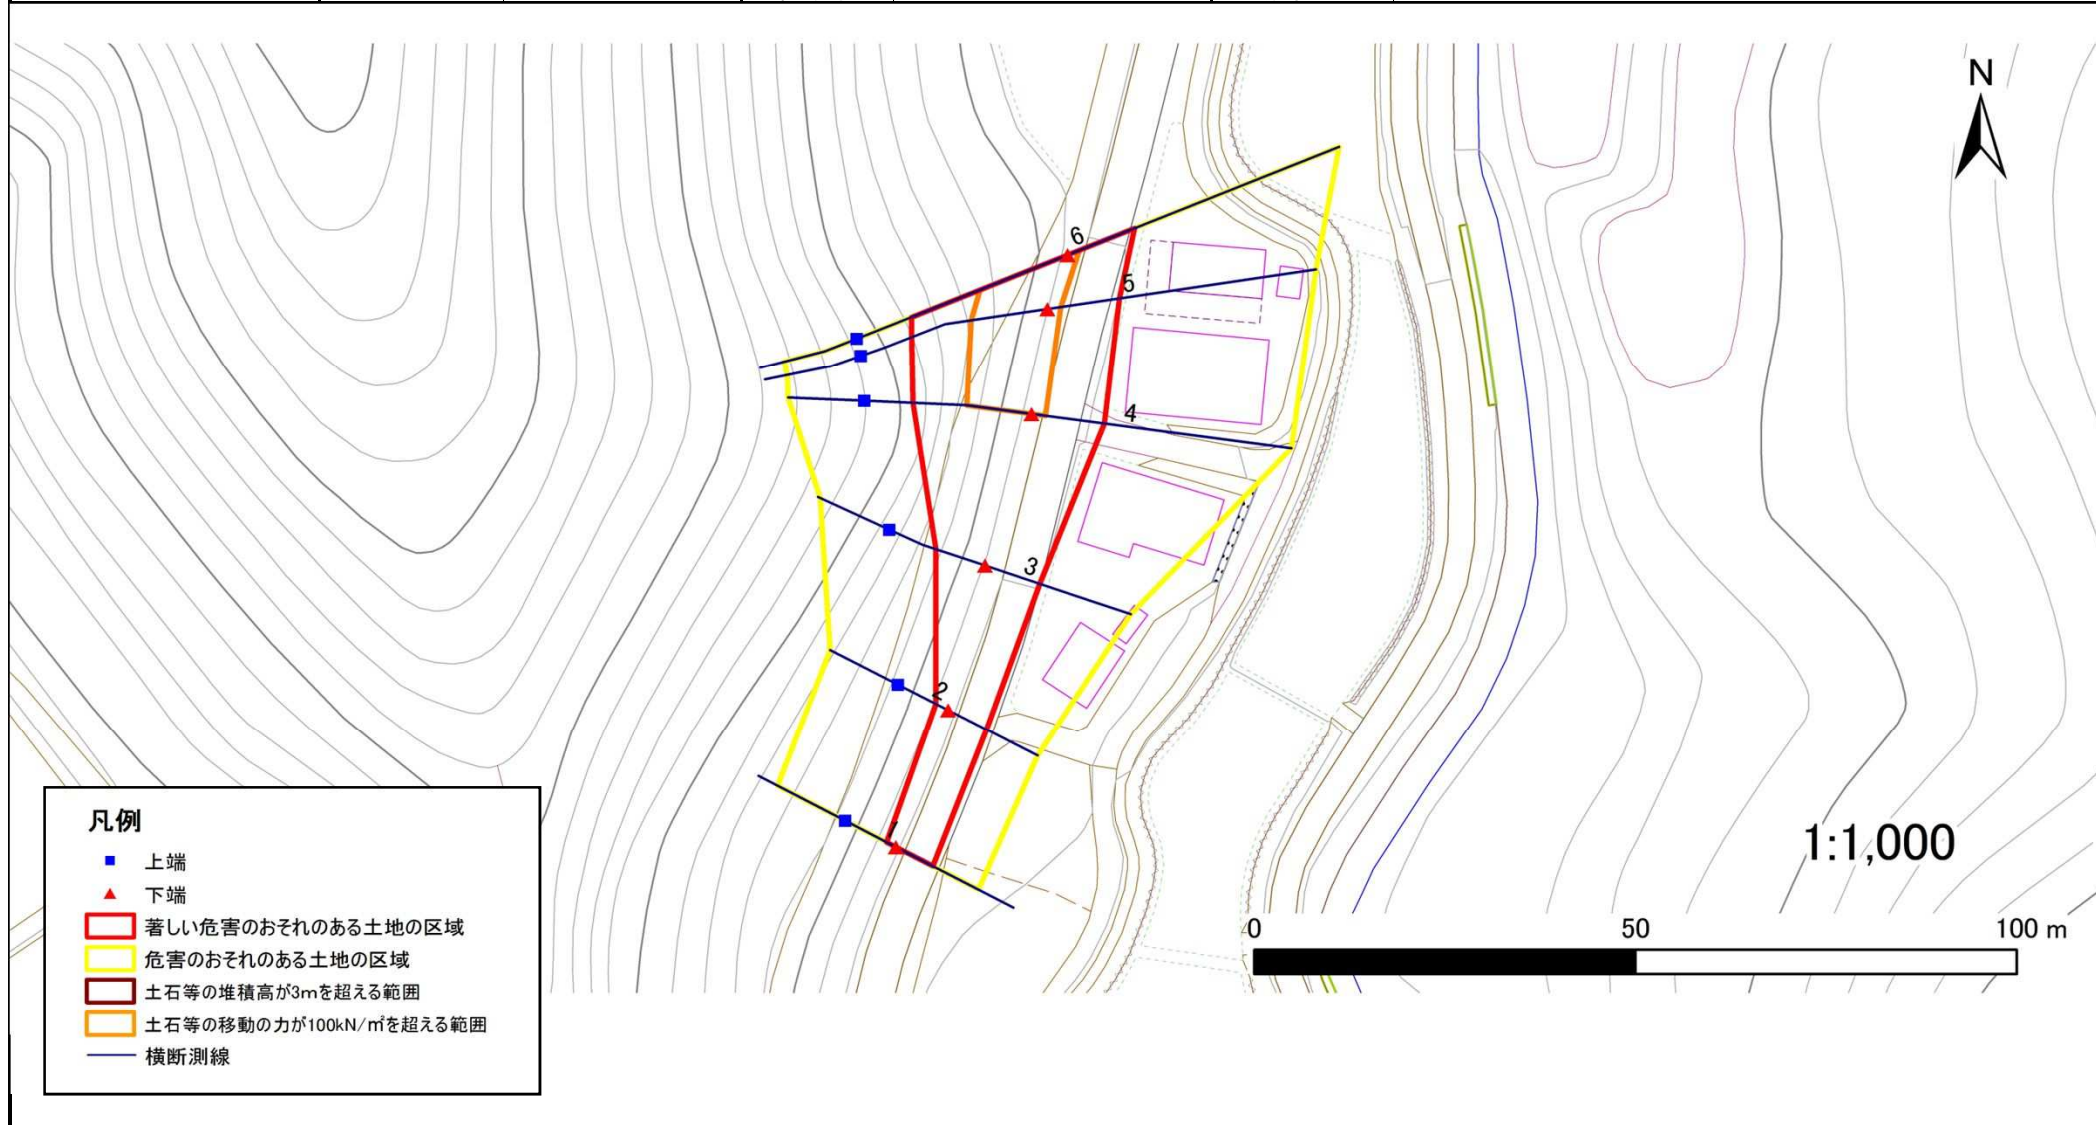 N
6
5
4
3
2
1
凡例
上端
下端
著しい危害のおそれのある土地の区域
危害のおそれのある土地の区域
土石等の堆積高が3mを超える範囲
土石等の移動の力が100kN/㎡を超える範囲
横断測線
1:1,000
0 50 100 m